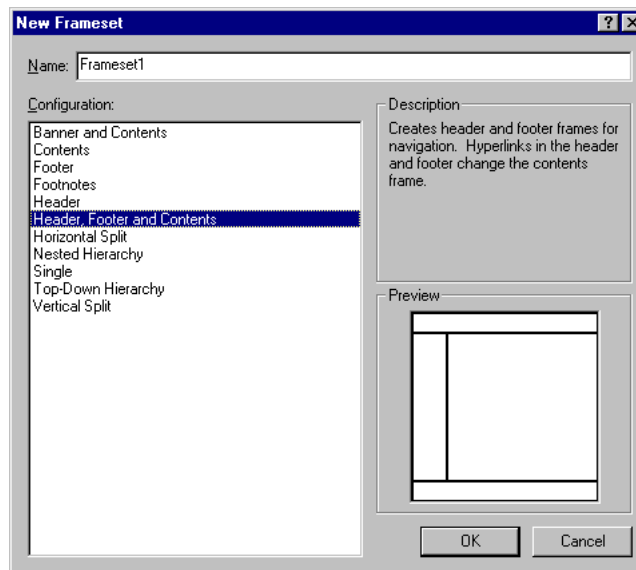 New Frameset
Name: Frameset1
Configuration:
Banner and Contents
Contents
Footer
Footnotes
Header
Header, Footer and Contents
Horizontal Split
Nested Hierarchy
Single
Top-Down Hierarchy
Vertical Split
Description
Creates header and footer frames for
navigation. Hyperlinks in the header
and footer change the contents
frame.
Preview
OK Cancel